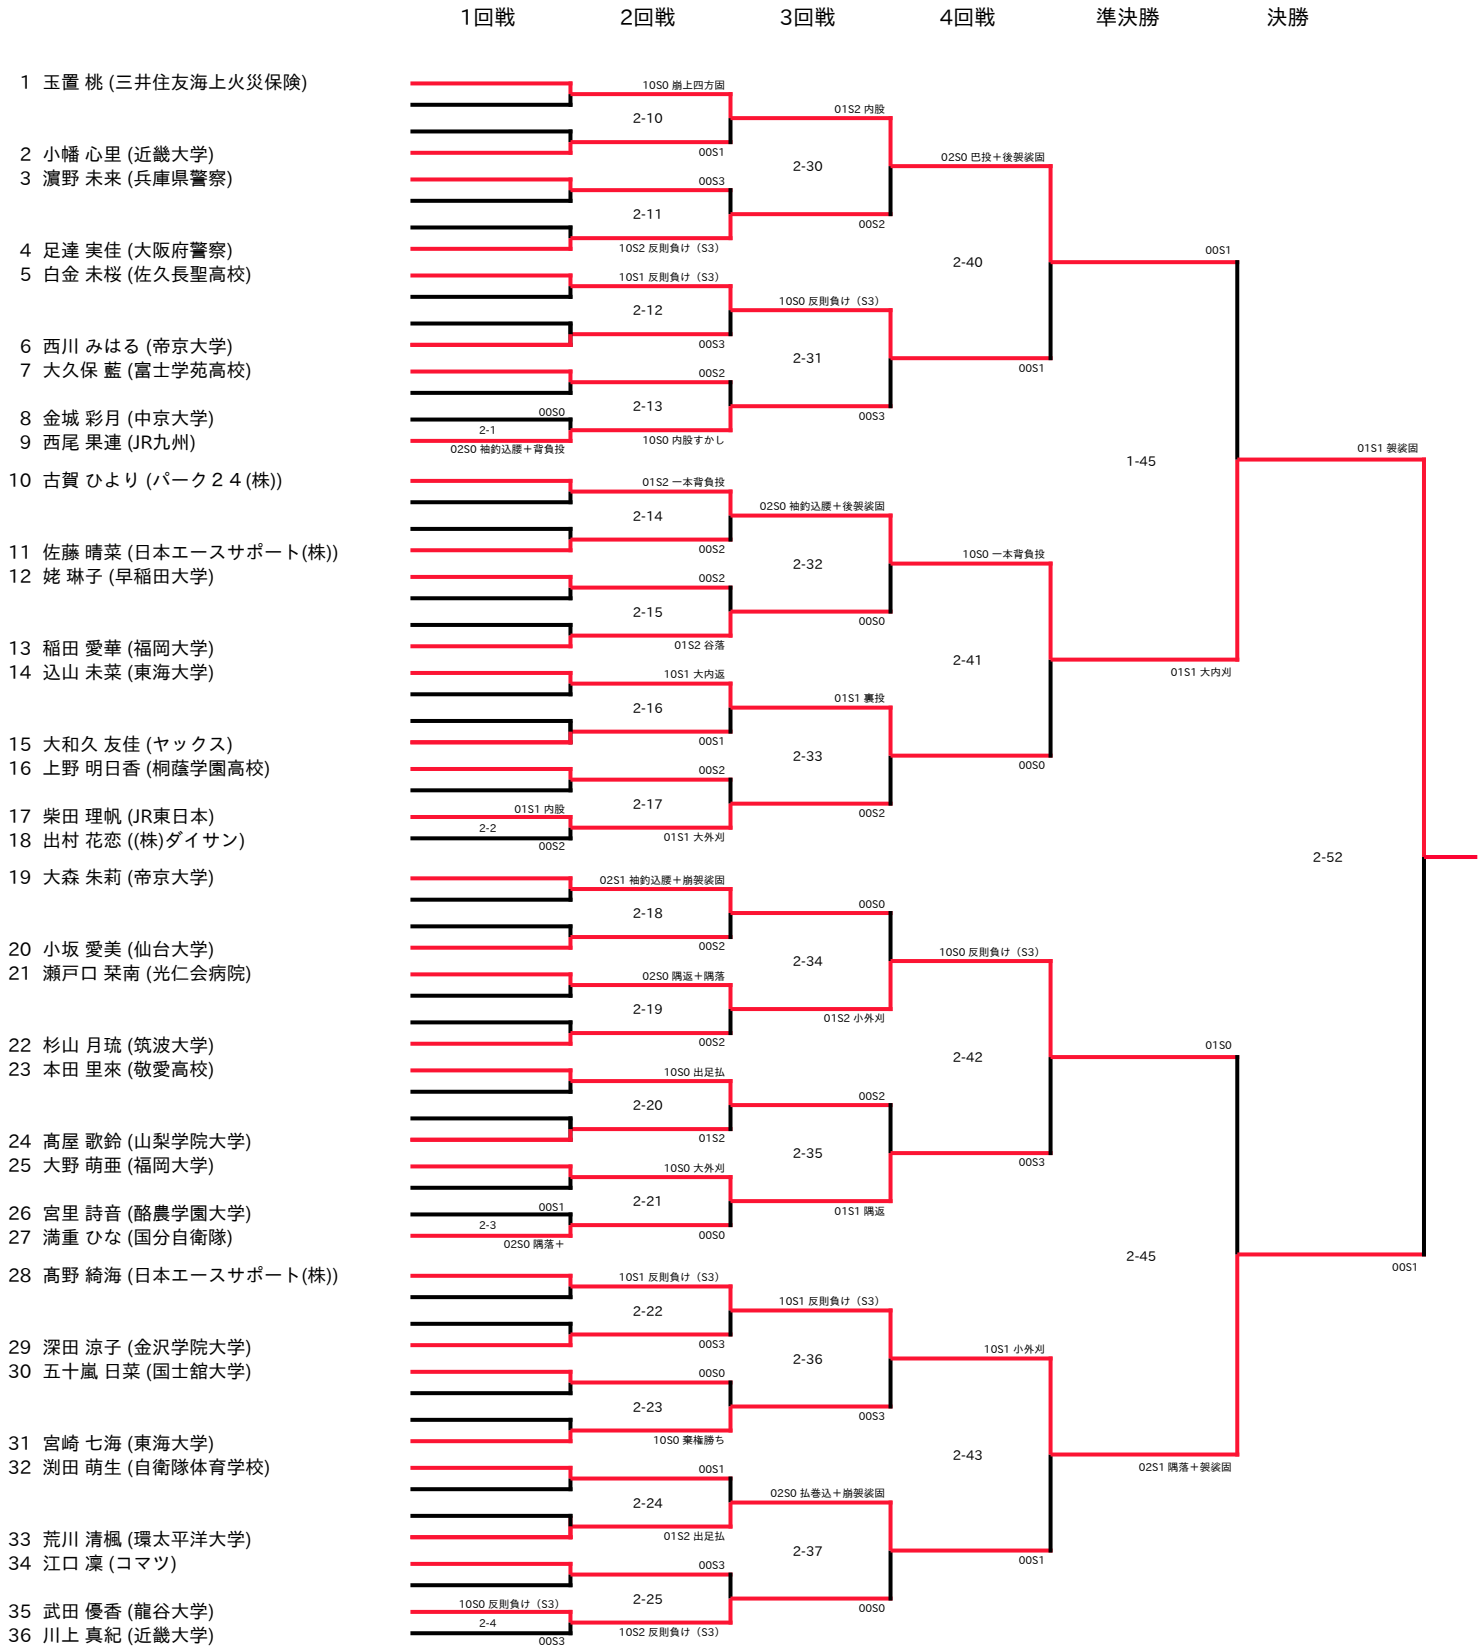 1回戦 2回戦 3回戦 4回戦 準決勝 決勝
1 玉置 桃 (三井住友海上火災保険)
10S0 崩上四方固
01S2 内股
2-10
2 小幡 心里 (近畿大学)
00S1
02S0 巴投＋後袈裟固
2-30
3 濵野 未来 (兵庫県警察)
00S3
2-11
00S2
4 足達 実佳 (大阪府警察)
10S2 反則負け（S3）
00S1
2-40
5 白金 未桜 (佐久長聖高校)
10S1 反則負け（S3）
10S0 反則負け（S3）
2-12
6 西川 みはる (帝京大学)
00S3
2-31
00S1
7 大久保 藍 (富士学苑高校)
00S2
2-13
00S3
8 金城 彩月 (中京大学)
00S0
2-1
9 西尾 果連 (JR九州)
10S0 内股すかし
02S0 袖釣込腰＋背負投
01S1 袈裟固
1-45
10 古賀 ひより (パーク２４(株))
01S2 一本背負投
02S0 袖釣込腰＋後袈裟固
2-14
11 佐藤 晴菜 (日本エースサポート(株))
00S2
10S0 一本背負投
2-32
12 姥 琳子 (早稲田大学)
00S2
2-15
00S0
13 稲田 愛華 (福岡大学)
01S2 谷落
2-41
14 込山 未菜 (東海大学)
10S1 大内返
01S1 大内刈
01S1 裏投
2-16
15 大和久 友佳 (ヤックス)
00S1
2-33
00S0
16 上野 明日香 (桐蔭学園高校)
00S2
2-17
00S2
17 柴田 理帆 (JR東日本)
01S1 内股
2-2
18 出村 花恋 ((株)ダイサン)
01S1 大外刈
00S2
2-52
19 大森 朱莉 (帝京大学)
02S1 袖釣込腰＋崩袈裟固
00S0
2-18
20 小坂 愛美 (仙台大学)
00S2
10S0 反則負け（S3）
2-34
21 瀬戸口 栞南 (光仁会病院)
02S0 隅返＋隅落
2-19
01S2 小外刈
22 杉山 月琉 (筑波大学)
00S2
01S0
2-42
23 本田 里來 (敬愛高校)
10S0 出足払
00S2
2-20
24 髙屋 歌鈴 (山梨学院大学)
01S2
2-35
00S3
25 大野 萌亜 (福岡大学)
10S0 大外刈
2-21
01S1 隅返
26 宮里 詩音 (酪農学園大学)
00S1
2-3
27 満重 ひな (国分自衛隊)
00S0
02S0 隅落＋
2-45
00S1
28 髙野 綺海 (日本エースサポート(株))
10S1 反則負け（S3）
10S1 反則負け（S3）
2-22
29 深田 涼子 (金沢学院大学)
00S3
10S1 小外刈
2-36
30 五十嵐 日菜 (国士舘大学)
00S0
2-23
00S3
31 宮崎 七海 (東海大学)
10S0 棄権勝ち
2-43
32 渕田 萌生 (自衛隊体育学校)
00S1
02S1 隅落＋袈裟固
02S0 払巻込＋崩袈裟固
2-24
33 荒川 清楓 (環太平洋大学)
01S2 出足払
2-37
00S1
34 江口 凜 (コマツ)
00S3
2-25
00S0
35 武田 優香 (龍谷大学)
10S0 反則負け（S3）
2-4
36 川上 真紀 (近畿大学)
10S2 反則負け（S3）
00S3